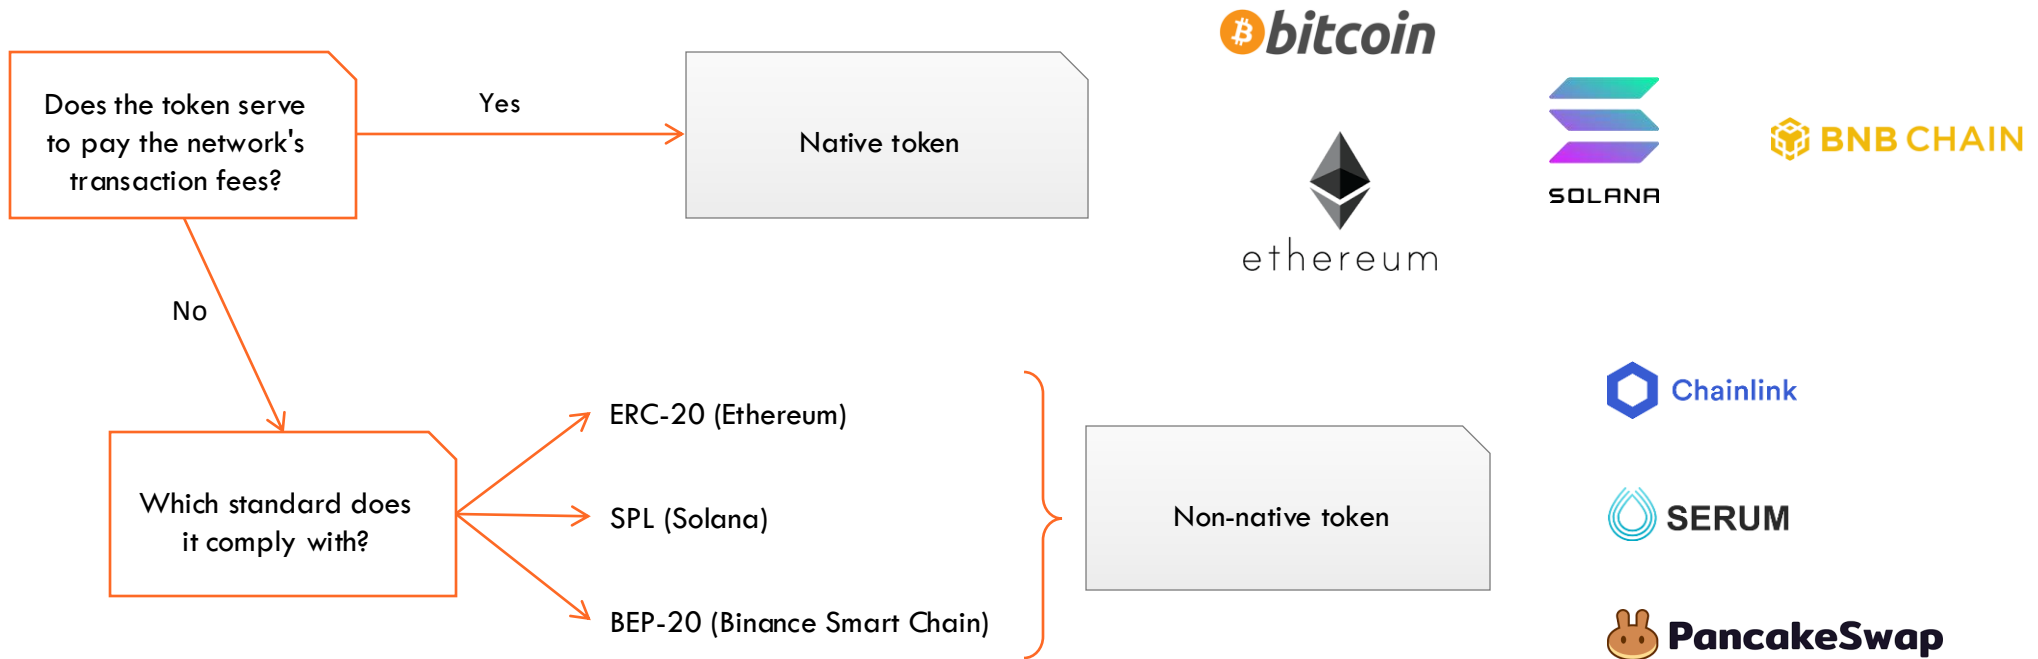 bitcoin
Does the token serve
to pay the network's
transaction fees?
Yes
Native token
SOLANA
BNB CHAIN
ethereum
No
Which standard does
it comply with?
ERC-20 (Ethereum)
SPL (Solana)
BEP-20 (Binance Smart Chain)
Non-native token
Chainlink
SERUM
PancakeSwap